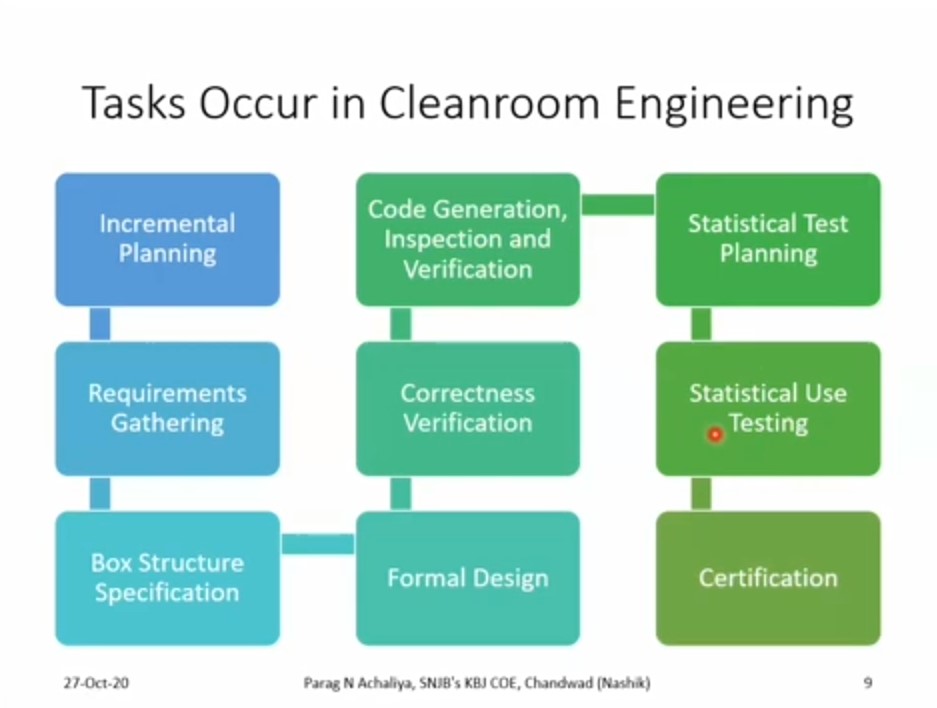 Tasks Occur in Cleanroom Engineering
Incremental
Planning
Requirements
Gathering
Box Structure
Specification
Formal Design
Correctness
Verification
Code Generation,
Inspection and
Verification
Statistical Test
Planning
Statistical Use
Testing
Certification
27-Oct-20
Parag N Achaliya, SNJB's KBJ COE, Chandwad (Nashik)
9